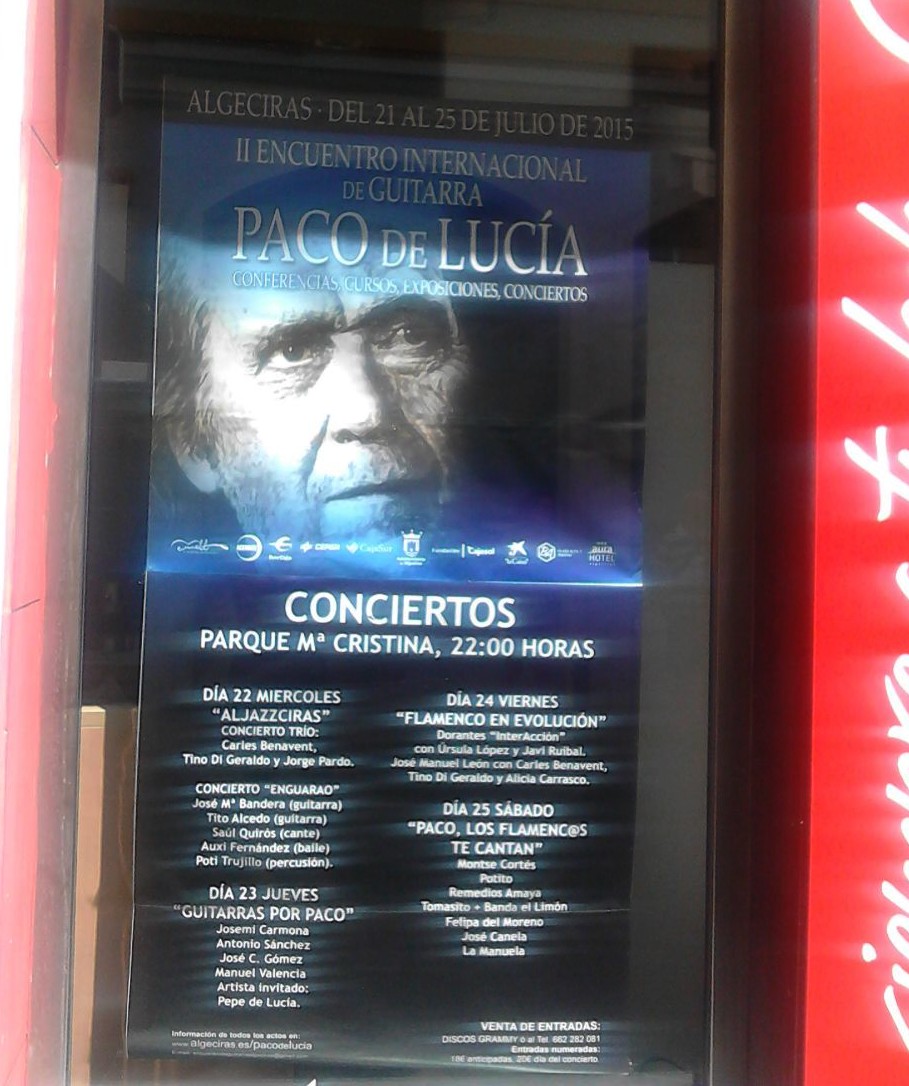 ALGECIRAS · DEL 21 AL 25 DE JULIO DE 2015
II ENCUENTRO INTERNACIONAL
DE GUITARRA
PACO DE LUCÍA
CONFERENCIAS, CURSOS, EXPOSICIONES, CONCIERTOS
CEPSA
CajaSur
Fundación Cajasol
"la Caixa"
aura
HOTEL
CONCIERTOS
PARQUE Mª CRISTINA, 22:00 HORAS
DÍA 22 MIERCOLES
"ALJAZZCIRAS"
CONCIERTO TRÍO:
Carles Benavent,
Tino Di Geraldo y Jorge Pardo.
CONCIERTO "ENGUARAO"
José Mª Bandera (guitarra)
Tito Alcedo (guitarra)
Saúl Quirós (cante)
Auxi Fernández (baile)
Poti Trujillo (percusión).
DÍA 23 JUEVES
"GUITARRAS POR PACO"
Josemi Carmona
Antonio Sánchez
José C. Gómez
Manuel Valencia
Artista invitado:
Pepe de Lucía.
DÍA 24 VIERNES
"FLAMENCO EN EVOLUCIÓN"
Dorantes "InterAcción"
con Úrsula López y Javi Ruibal.
José Manuel León con Carles Benavent,
Tino Di Geraldo y Alicia Carrasco.
DÍA 25 SÁBADO
"PACO, LOS FLAMENC@S
TE CANTAN"
Montse Cortés
Potito
Remedios Amaya
Tomasito + Banda el Limón
Felipa del Moreno
José Canela
La Manuela
Información de todos los actos en:
www.algeciras.es/pacodelucia
VENTA DE ENTRADAS:
DISCOS GRAMMY ó al Tel. 662 282 081
Entradas numeradas:
18€ anticipadas, 20€ día del concierto.